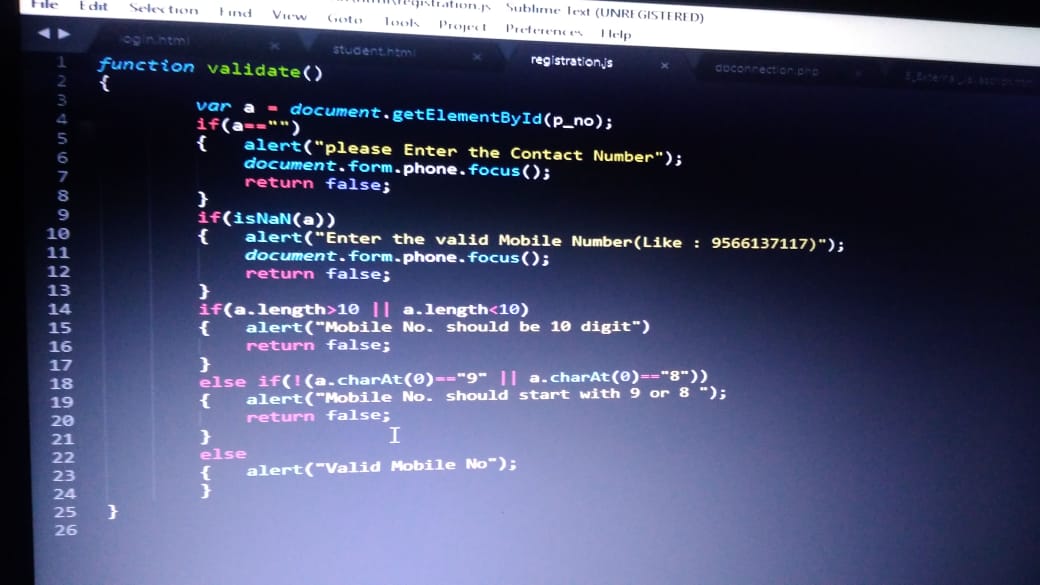 File Edit Selection Find View Goto Tools Project Preferences Help
registration.js Sublime Text (UNREGISTERED)
login.html student.html registration.js dbconnection.php
1 function validate()
2 {
3 var a = document.getElementById(p_no);
4 if(a=="")
5 { alert("please Enter the Contact Number");
6 document.form.phone.focus();
7 return false;
8 }
9 if(isNaN(a))
10 { alert("Enter the valid Mobile Number(Like : 9566137117)");
11 document.form.phone.focus();
12 return false;
13 }
14 if(a.length>10 || a.length<10)
15 { alert("Mobile No. should be 10 digit")
16 return false;
17 }
18 else if(!(a.charAt(0)=="9" || a.charAt(0)=="8"))
19 { alert("Mobile No. should start with 9 or 8 ");
20 return false;
21 }
22 else
23 { alert("Valid Mobile No");
24 }
25 }
26